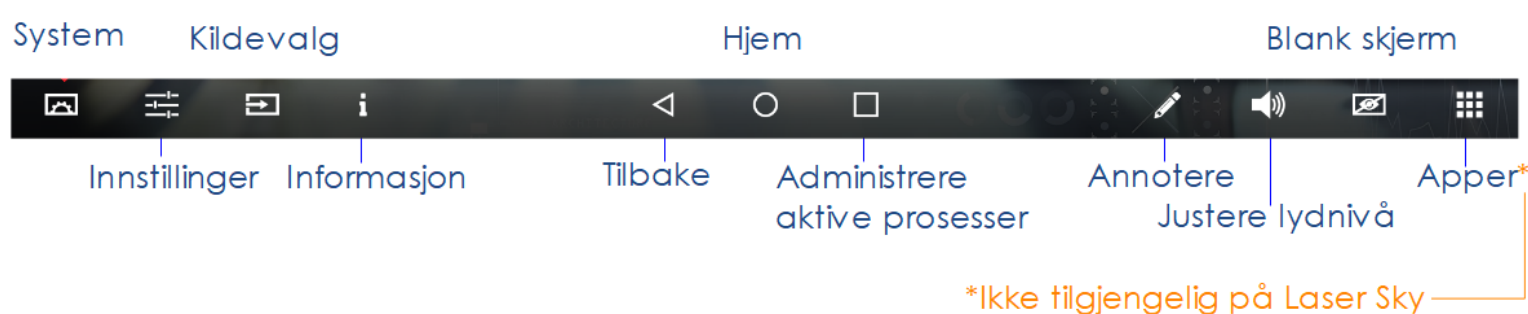 System
Kildevalg
Hjem
Blank skjerm
Innstillinger
Informasjon
Tilbake
Administrere
aktive prosesser
Annotere
Justere lydnivå
Apper*
*Ikke tilgjengelig på Laser Sky